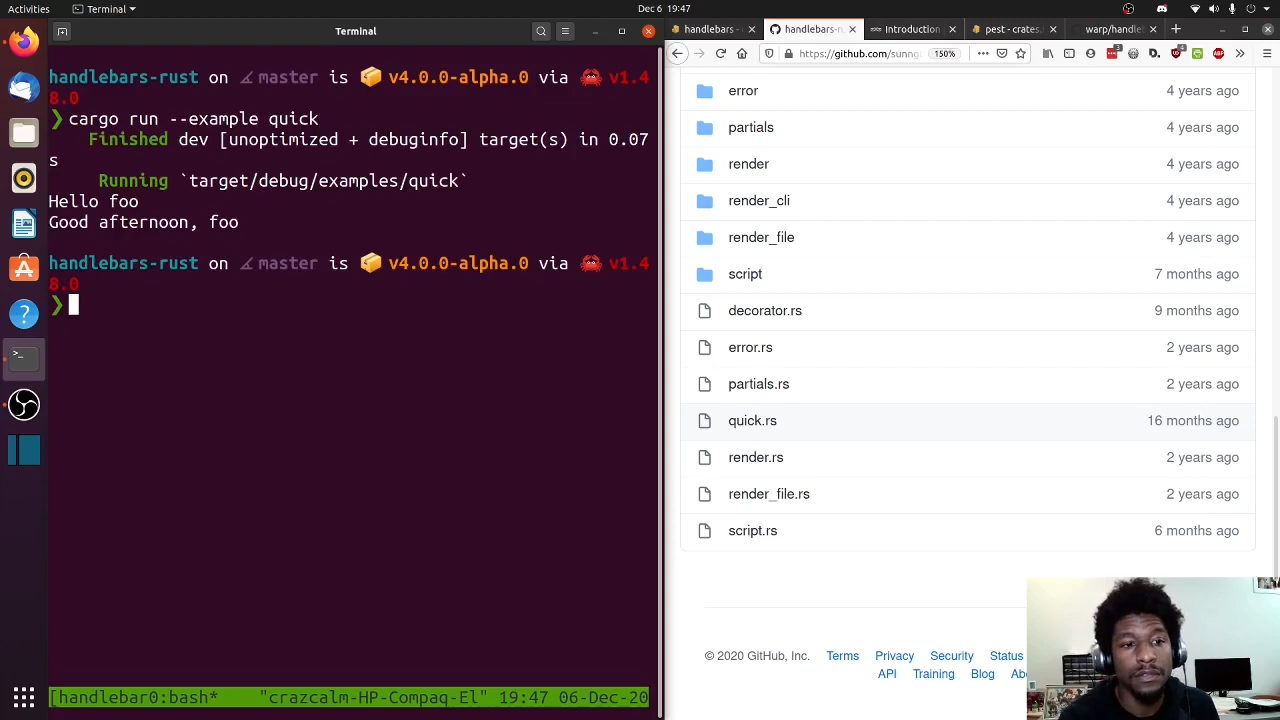 Activities
Terminal
Dec 6 19:47
Terminal
handlebars-rust on master is v4.0.0-alpha.0 via v1.4
8.0
❯ cargo run --example quick
Finished dev [unoptimized + debuginfo] target(s) in 0.07
s
Running `target/debug/examples/quick`
Hello foo
Good afternoon, foo
handlebars-rust on master is v4.0.0-alpha.0 via v1.4
8.0
❯
[handlebar0:bash* "crazcalm-HP-Compaq-El" 19:47 06-Dec-20
handlebars -
handlebars-ru
Introduction
pest - crates.i
warp/handleb
https://github.com/sunng
150%
error 4 years ago
partials 4 years ago
render 4 years ago
render_cli 4 years ago
render_file 4 years ago
script 7 months ago
decorator.rs 9 months ago
error.rs 2 years ago
partials.rs 2 years ago
quick.rs 16 months ago
render.rs 2 years ago
render_file.rs 2 years ago
script.rs 6 months ago
© 2020 GitHub, Inc. Terms Privacy Security Status
API Training Blog Abo